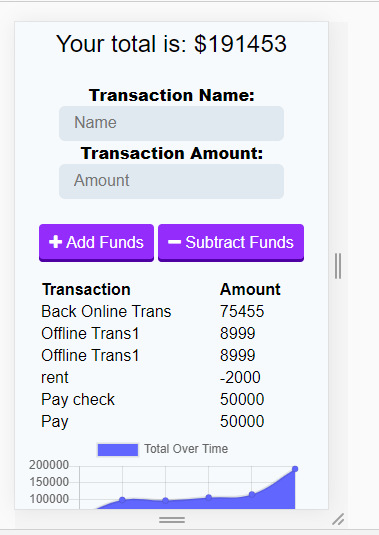 Your total is: $191453
Transaction Name:
Name
Transaction Amount:
Amount
+ Add Funds − Subtract Funds
Transaction Amount
Back Online Trans 75455
Offline Trans1 8999
Offline Trans1 8999
rent -2000
Pay check 50000
Pay 50000
Total Over Time
200000
150000
100000